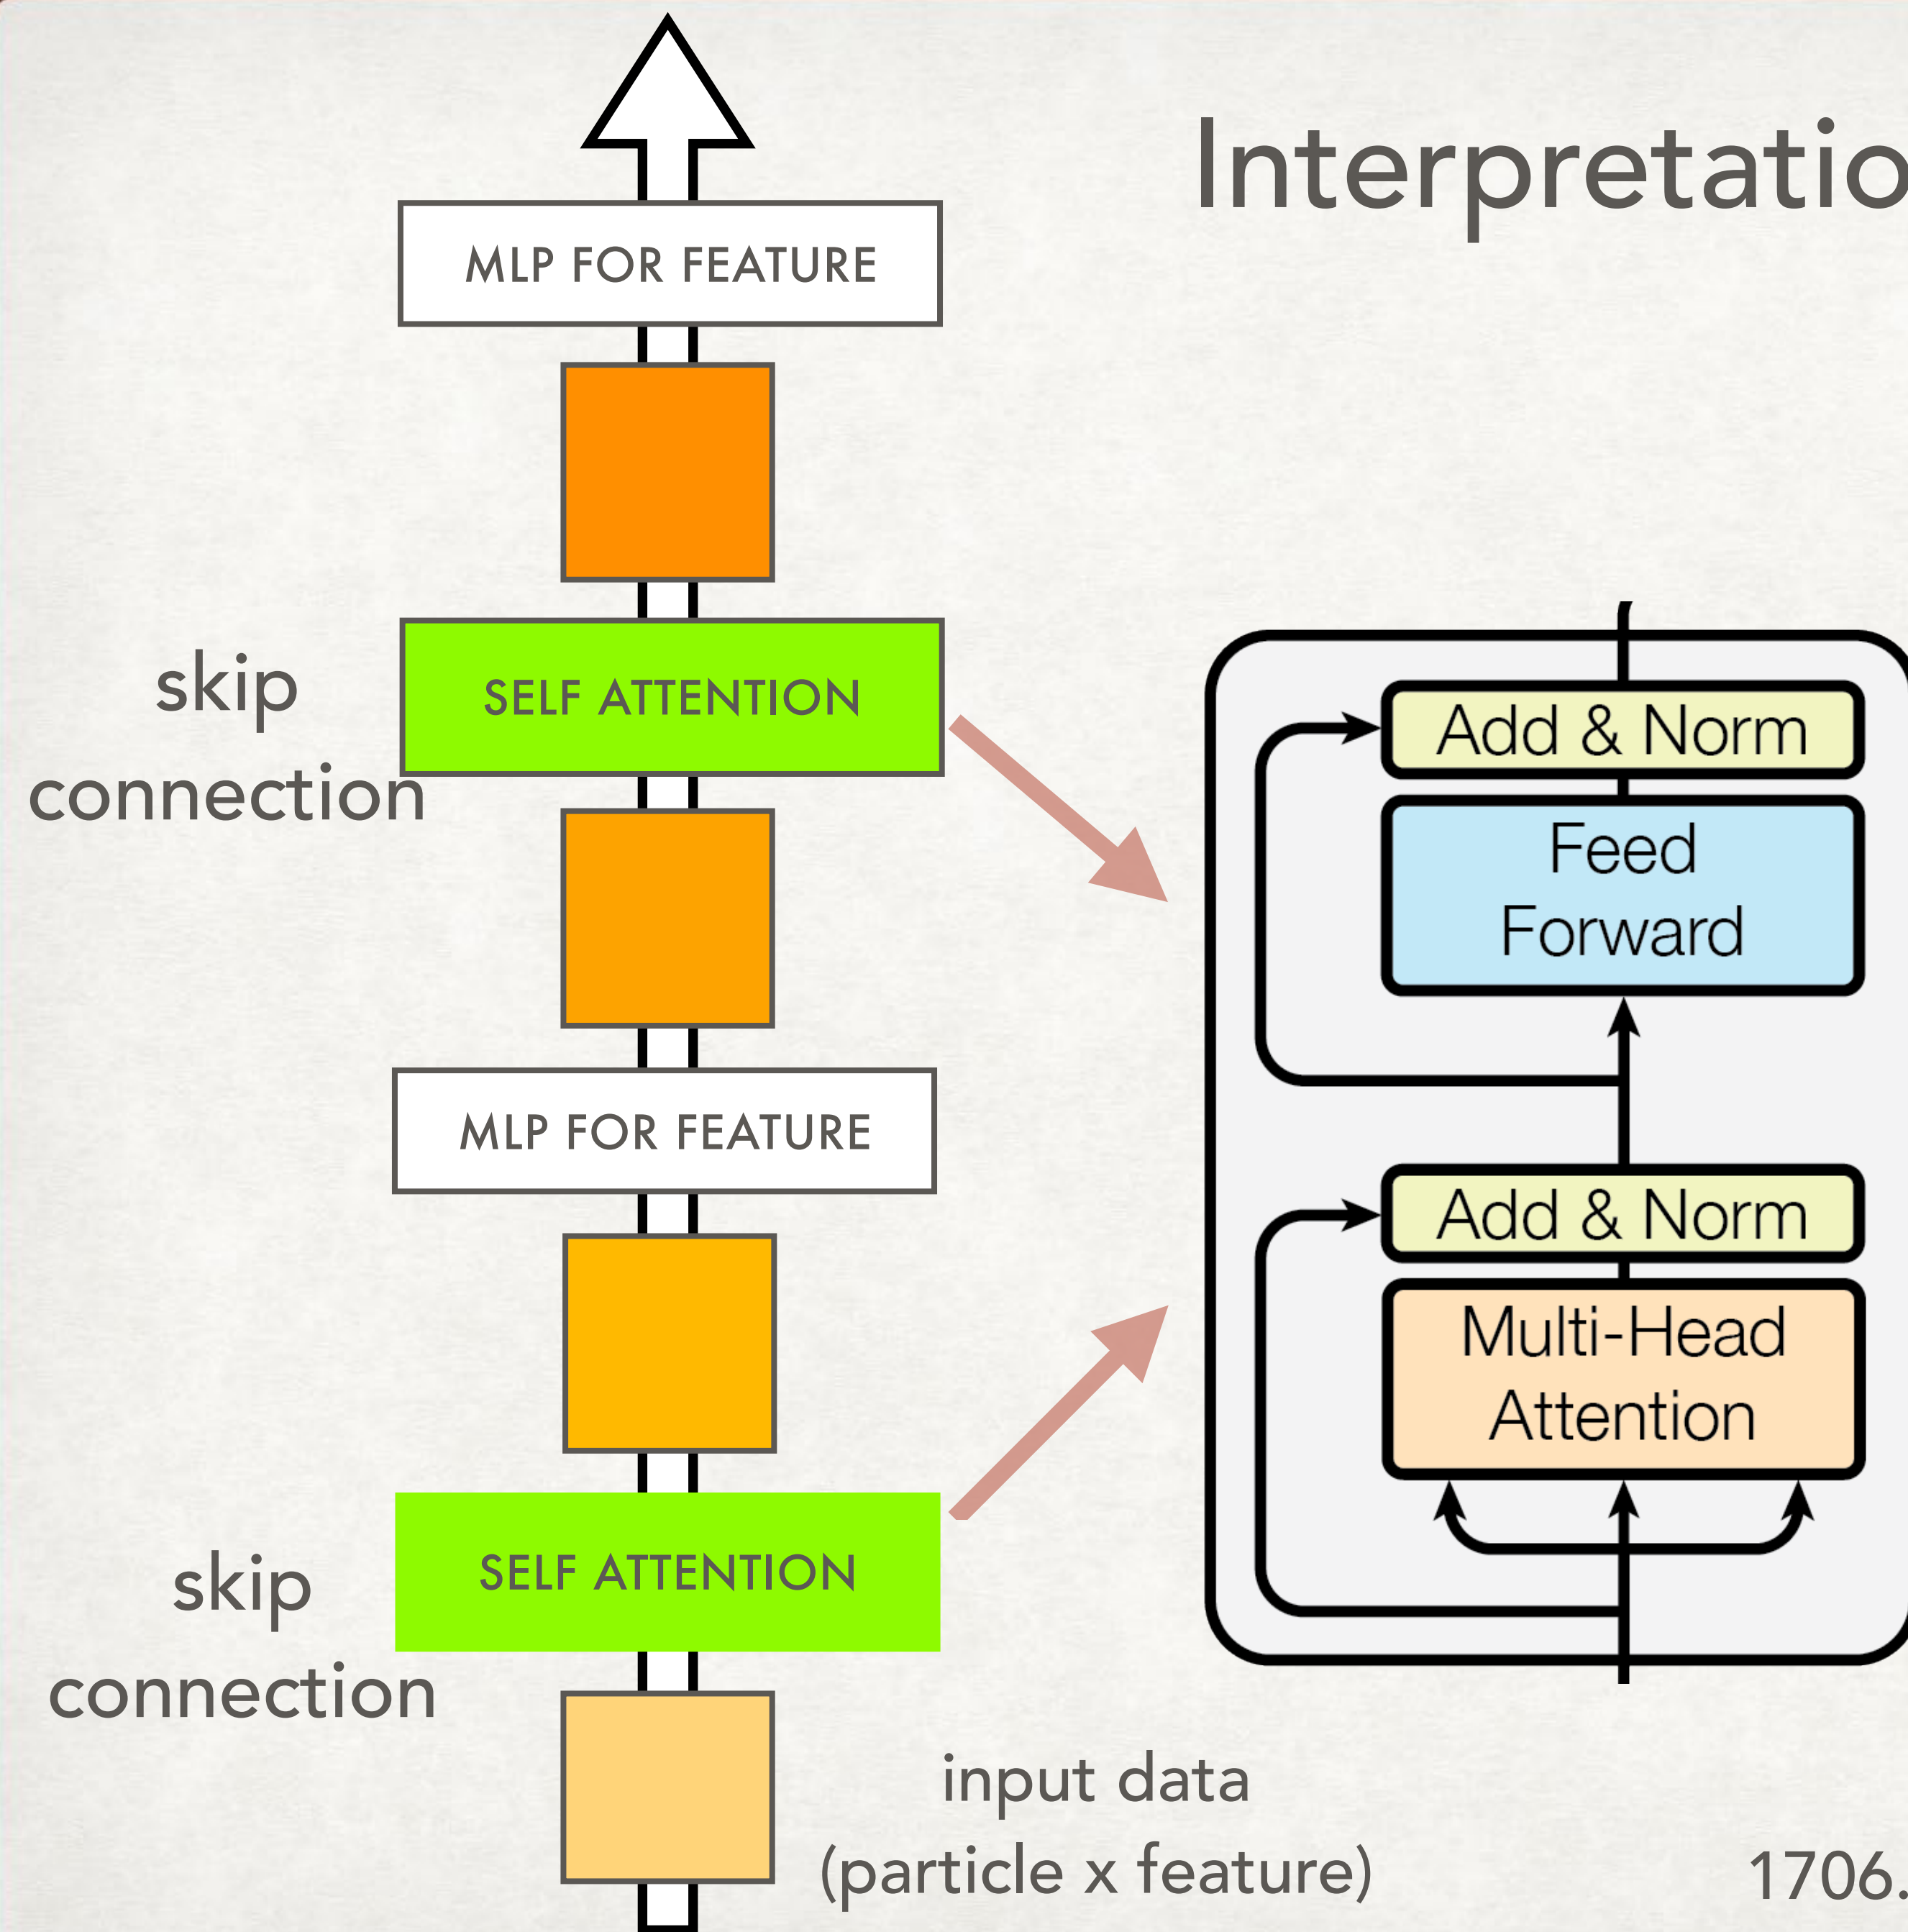 Interpretatio
MLP FOR FEATURE
skip
connection
SELF ATTENTION
MLP FOR FEATURE
skip
connection
SELF ATTENTION
input data
(particle x feature)
Add & Norm
Feed
Forward
Add & Norm
Multi-Head
Attention
1706.